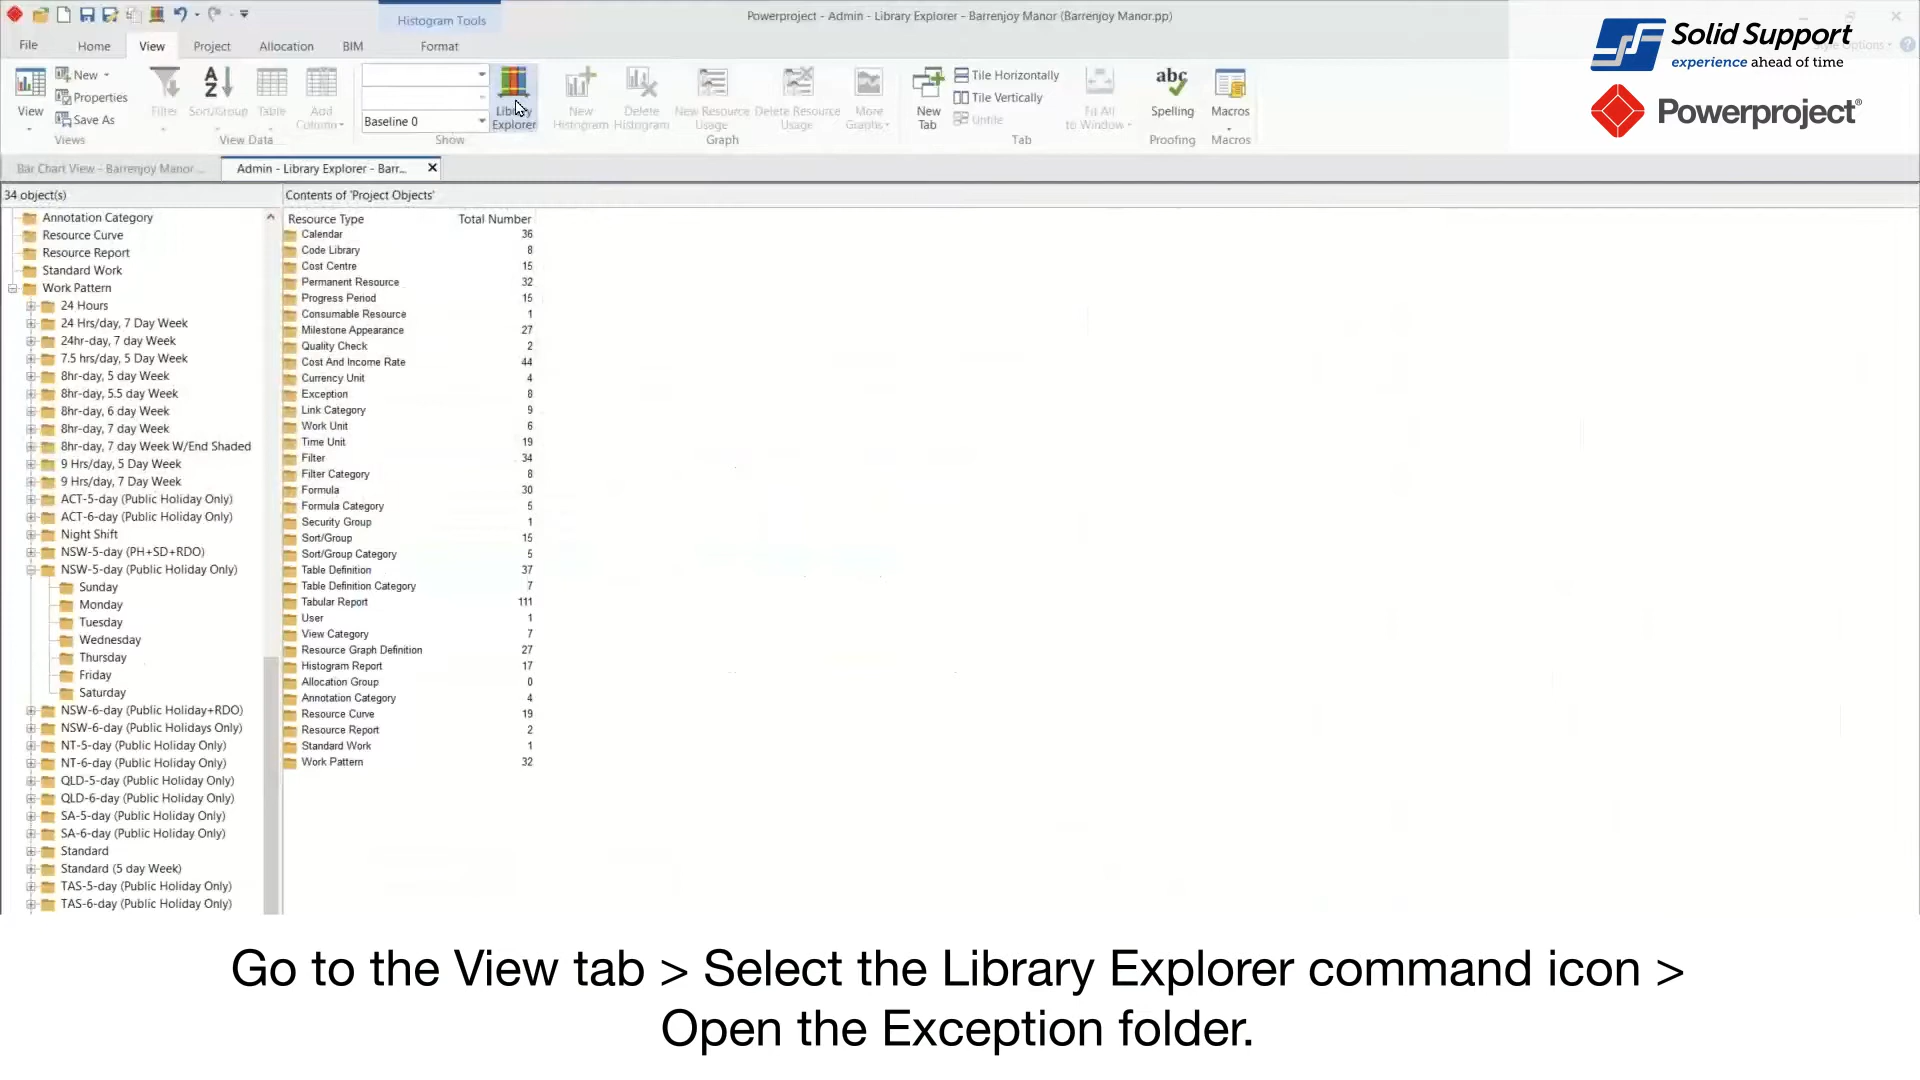 Histogram Tools
Powerproject - Admin - Library Explorer - Barrenjoy Manor (Barrenjoy Manor.pp)
Solid Support
experience ahead of time
Powerproject®
File Home View Project Allocation BIM Format
Style Options
View
New
Properties
Save As
Views
Filter
Sort/Group
Table
Add Column
View Data
Baseline 0
Show
Library Explorer
New Histogram
Delete Histogram
New Resource Usage
Delete Resource Usage
More Graphs
Graph
New Tab
Tile Horizontally
Tile Vertically
Untile
Fit All to Window
Tab
abc
Spelling
Proofing
Macros
Macros
Bar Chart View - Barrenjoy Manor ...
Admin - Library Explorer - Barr...
34 object(s)
Contents of 'Project Objects'
Annotation Category
Resource Curve
Resource Report
Standard Work
Work Pattern
24 Hours
24 Hrs/day, 7 Day Week
24hr-day, 7 day Week
7.5 hrs/day, 5 Day Week
8hr-day, 5 day Week
8hr-day, 5.5 day Week
8hr-day, 6 day Week
8hr-day, 7 day Week
8hr-day, 7 day Week W/End Shaded
9 Hrs/day, 5 Day Week
9 Hrs/day, 7 Day Week
ACT-5-day (Public Holiday Only)
ACT-6-day (Public Holiday Only)
Night Shift
NSW-5-day (PH+SD+RDO)
NSW-5-day (Public Holiday Only)
Sunday
Monday
Tuesday
Wednesday
Thursday
Friday
Saturday
NSW-6-day (Public Holiday+RDO)
NSW-6-day (Public Holidays Only)
NT-5-day (Public Holiday Only)
NT-6-day (Public Holiday Only)
QLD-5-day (Public Holiday Only)
QLD-6-day (Public Holiday Only)
SA-5-day (Public Holiday Only)
SA-6-day (Public Holiday Only)
Standard
Standard (5 day Week)
TAS-5-day (Public Holiday Only)
TAS-6-day (Public Holiday Only)
Resource Type Total Number
Calendar 36
Code Library 8
Cost Centre 15
Permanent Resource 32
Progress Period 15
Consumable Resource 1
Milestone Appearance 27
Quality Check 2
Cost And Income Rate 44
Currency Unit 4
Exception 8
Link Category 9
Work Unit 6
Time Unit 19
Filter 34
Filter Category 8
Formula 30
Formula Category 5
Security Group 1
Sort/Group 15
Sort/Group Category 5
Table Definition 37
Table Definition Category 7
Tabular Report 111
User 1
View Category 7
Resource Graph Definition 27
Histogram Report 17
Allocation Group 0
Annotation Category 4
Resource Curve 19
Resource Report 2
Standard Work 1
Work Pattern 32
Go to the View tab > Select the Library Explorer command icon >
Open the Exception folder.